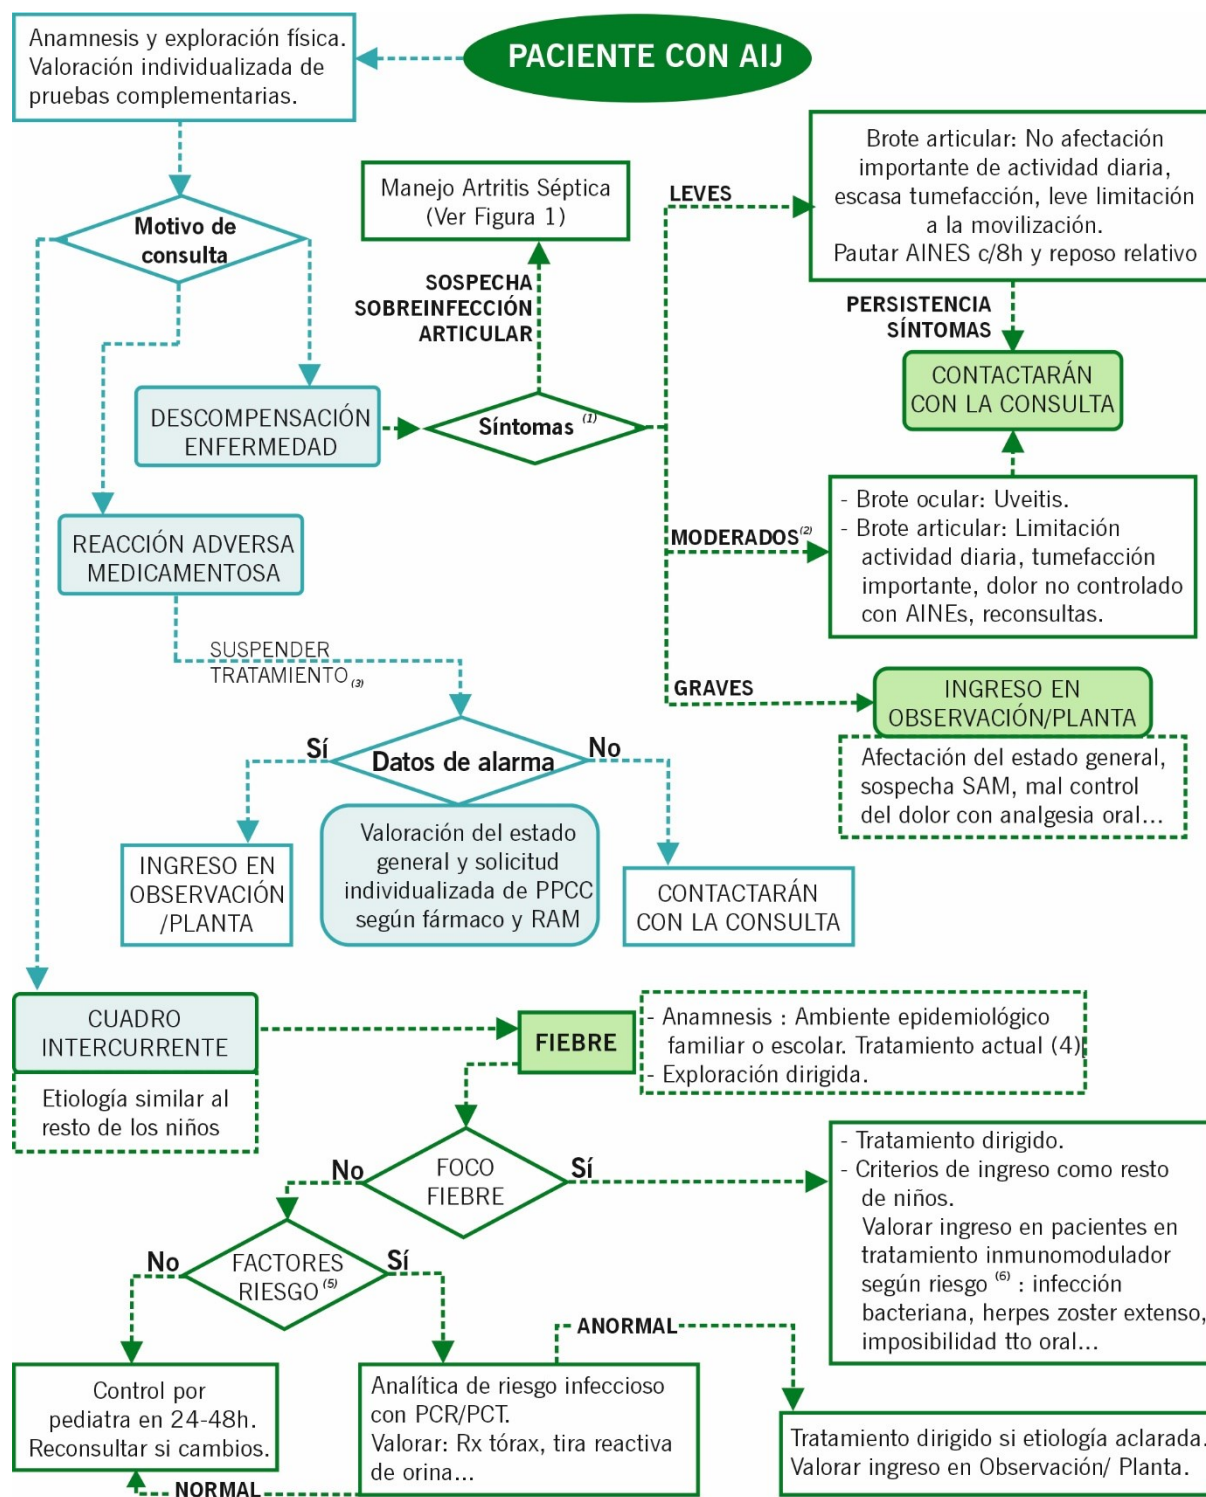 PACIENTE CON AIJ
Anamnesis y exploración física.
Valoración individualizada de
pruebas complementarias.
Motivo de
consulta
Manejo Artritis Séptica
(Ver Figura 1)
SOSPECHA
SOBREINFECCIÓN
ARTICULAR
LEVES
Brote articular: No afectación
importante de actividad diaria,
escasa tumefacción, leve limitación
a la movilización.
Pautar AINES c/8h y reposo relativo
PERSISTENCIA
SÍNTOMAS
CONTACTARÁN
CON LA CONSULTA
DESCOMPENSACIÓN
ENFERMEDAD
Síntomas (1)
MODERADOS(2)
- Brote ocular: Uveitis.
- Brote articular: Limitación
actividad diaria, tumefacción
importante, dolor no controlado
con AINEs, reconsultas.
REACCIÓN ADVERSA
MEDICAMENTOSA
SUSPENDER
TRATAMIENTO(3)
GRAVES
INGRESO EN
OBSERVACIÓN/PLANTA
Afectación del estado general,
sospecha SAM, mal control
del dolor con analgesia oral...
Sí
Datos de alarma
No
Valoración del estado
general y solicitud
individualizada de PPCC
según fármaco y RAM
INGRESO EN
OBSERVACIÓN
/PLANTA
CONTACTARÁN
CON LA CONSULTA
CUADRO
INTERCURRENTE
Etiología similar al
resto de los niños
FIEBRE
- Anamnesis : Ambiente epidemiológico
familiar o escolar. Tratamiento actual (4)
- Exploración dirigida.
No
FOCO
FIEBRE
Sí
- Tratamiento dirigido.
- Criterios de ingreso como resto
de niños.
Valorar ingreso en pacientes en
tratamiento inmunomodulador
según riesgo (6) : infección
bacteriana, herpes zoster extenso,
imposibilidad tto oral...
No
FACTORES
RIESGO (5)
Sí
ANORMAL
Control por
pediatra en 24-48h.
Reconsultar si cambios.
Analítica de riesgo infeccioso
con PCR/PCT.
Valorar: Rx tórax, tira reactiva
de orina...
NORMAL
Tratamiento dirigido si etiología aclarada.
Valorar ingreso en Observación/ Planta.